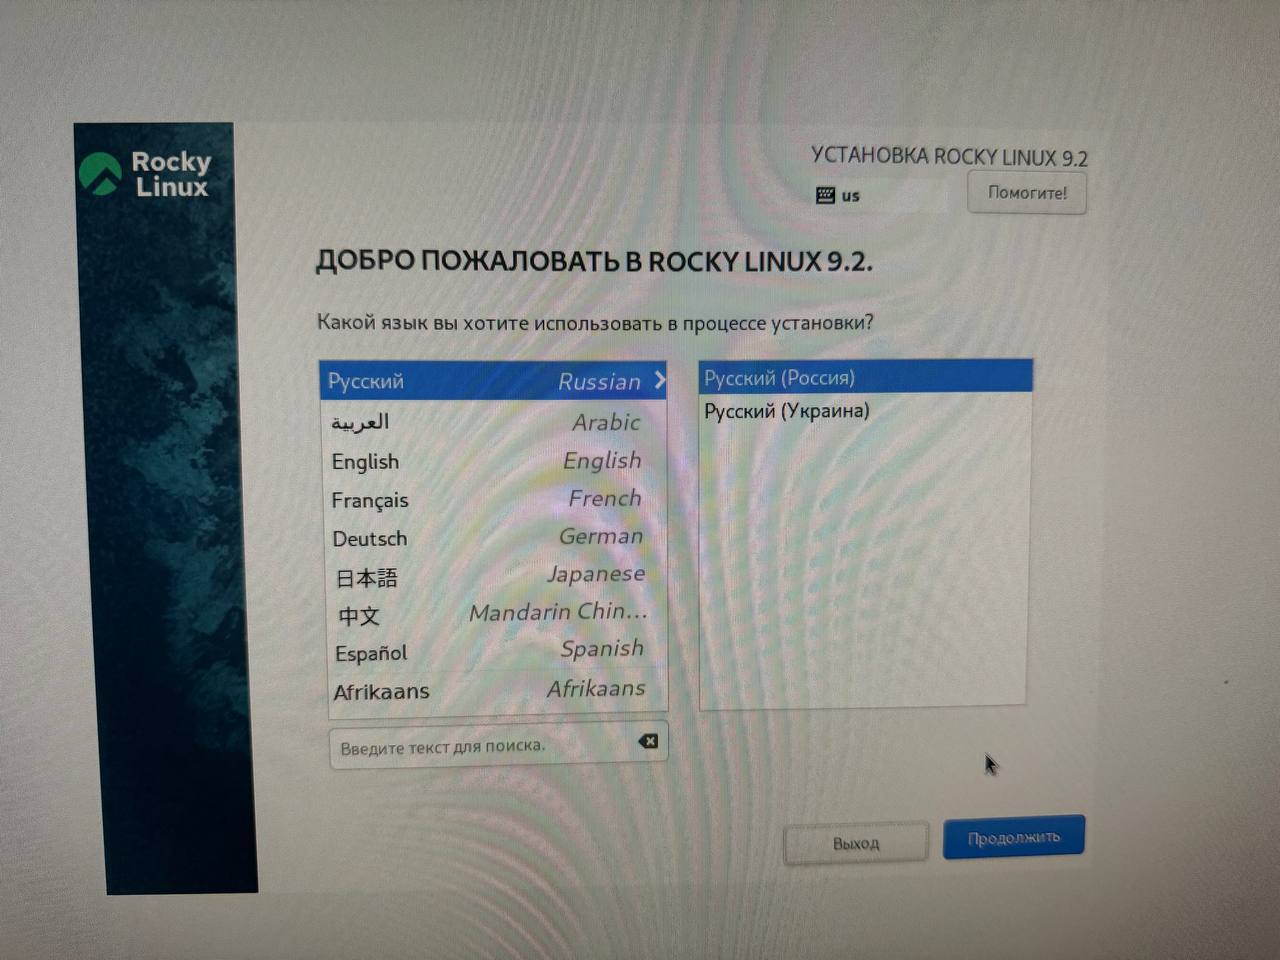 Rocky
Linux
УСТАНОВКА ROCKY LINUX 9.2
us
Помогите!
ДОБРО ПОЖАЛОВАТЬ В ROCKY LINUX 9.2.
Какой язык вы хотите использовать в процессе установки?
Русский Russian
العربية Arabic
English English
Français French
Deutsch German
日本語 Japanese
中文 Mandarin Chin...
Español Spanish
Afrikaans Afrikaans
Русский (Россия)
Русский (Украина)
Введите текст для поиска.
Выход
Продолжить